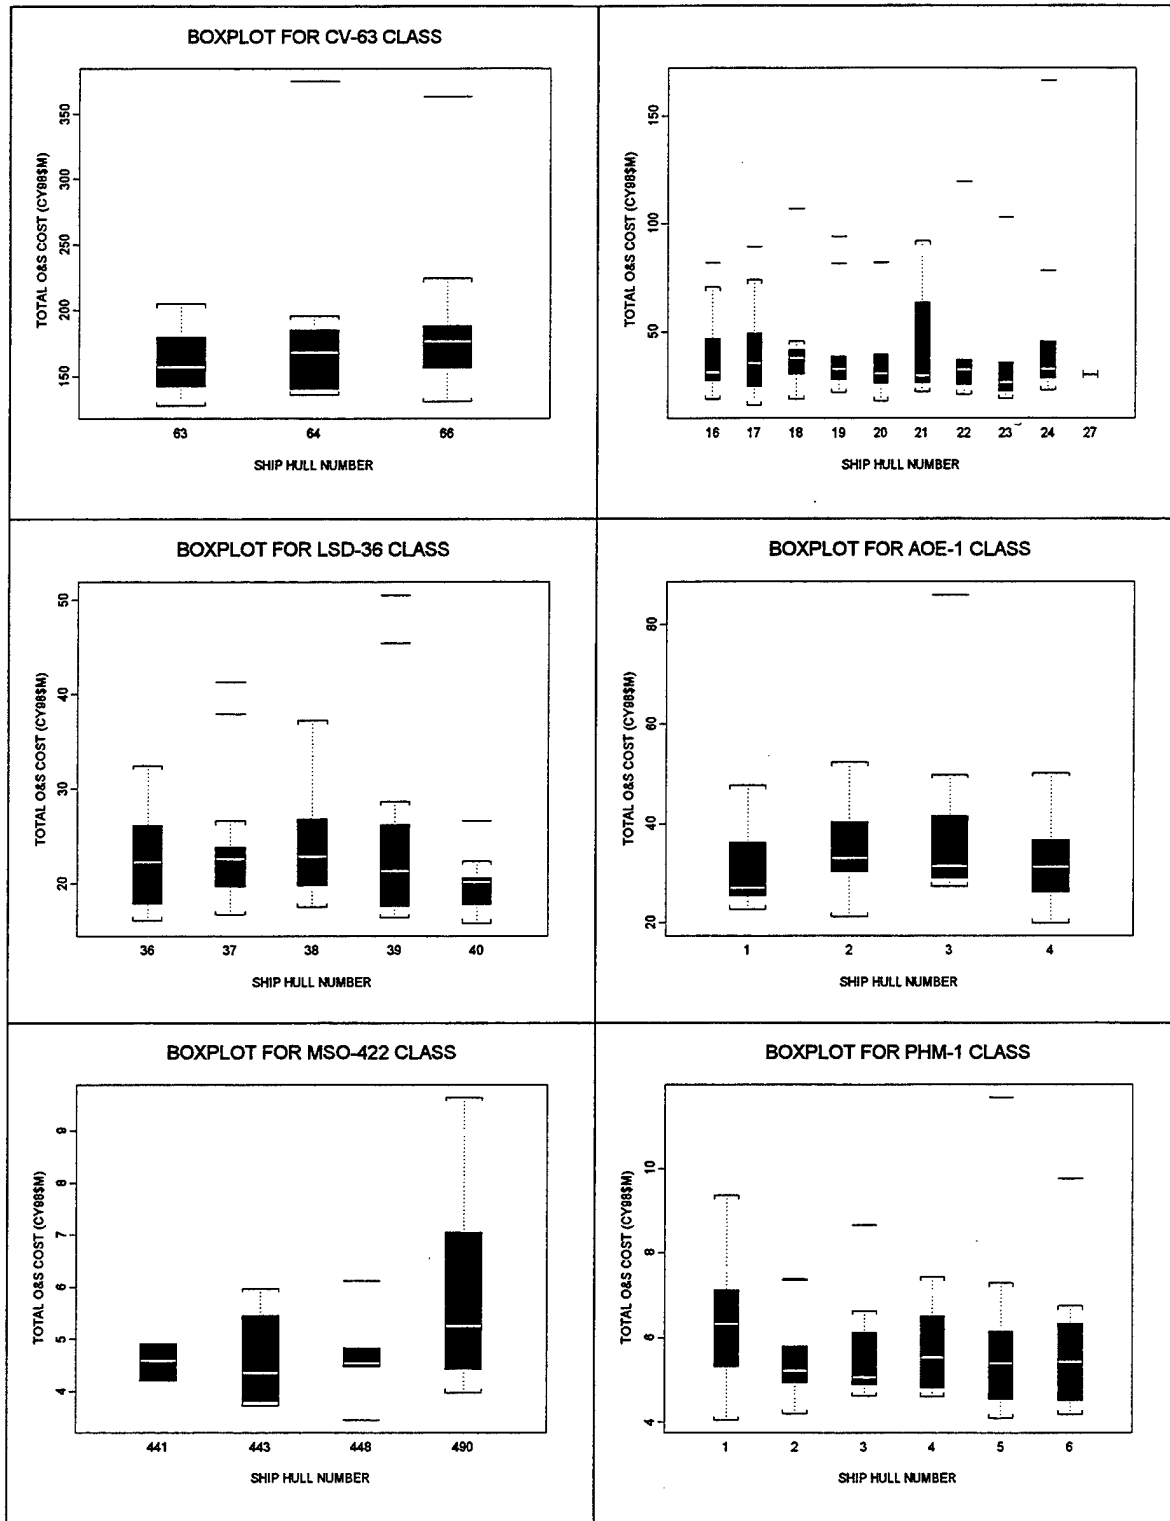 BOXPLOT FOR CV-63 CLASS
TOTAL O&S COST (CY98$M)
350
300
250
200
150
63 64 66
SHIP HULL NUMBER
TOTAL O&S COST (CY98$M)
150
100
50
16 17 18 19 20 21 22 23 24 27
SHIP HULL NUMBER
BOXPLOT FOR LSD-36 CLASS
TOTAL O&S COST (CY98$M)
50
40
30
20
36 37 38 39 40
SHIP HULL NUMBER
BOXPLOT FOR AOE-1 CLASS
TOTAL O&S COST (CY98$M)
80
60
40
20
1 2 3 4
SHIP HULL NUMBER
BOXPLOT FOR MSO-422 CLASS
TOTAL O&S COST (CY98$M)
9
8
7
6
5
4
441 443 448 490
SHIP HULL NUMBER
BOXPLOT FOR PHM-1 CLASS
TOTAL O&S COST (CY98$M)
10
8
6
4
1 2 3 4 5 6
SHIP HULL NUMBER